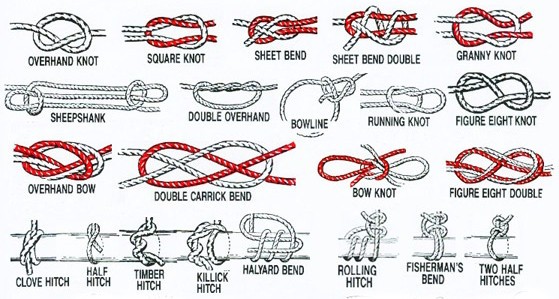 OVERHAND KNOT
SQUARE KNOT
SHEET BEND
SHEET BEND DOUBLE
GRANNY KNOT
SHEEPSHANK
DOUBLE OVERHAND
BOWLINE
RUNNING KNOT
FIGURE EIGHT KNOT
OVERHAND BOW
DOUBLE CARRICK BEND
BOW KNOT
FIGURE EIGHT DOUBLE
CLOVE HITCH
HALF
HITCH
TIMBER
HITCH
KILLICK
HITCH
HALYARD BEND
ROLLING
HITCH
FISHERMAN'S
BEND
TWO HALF
HITCHES